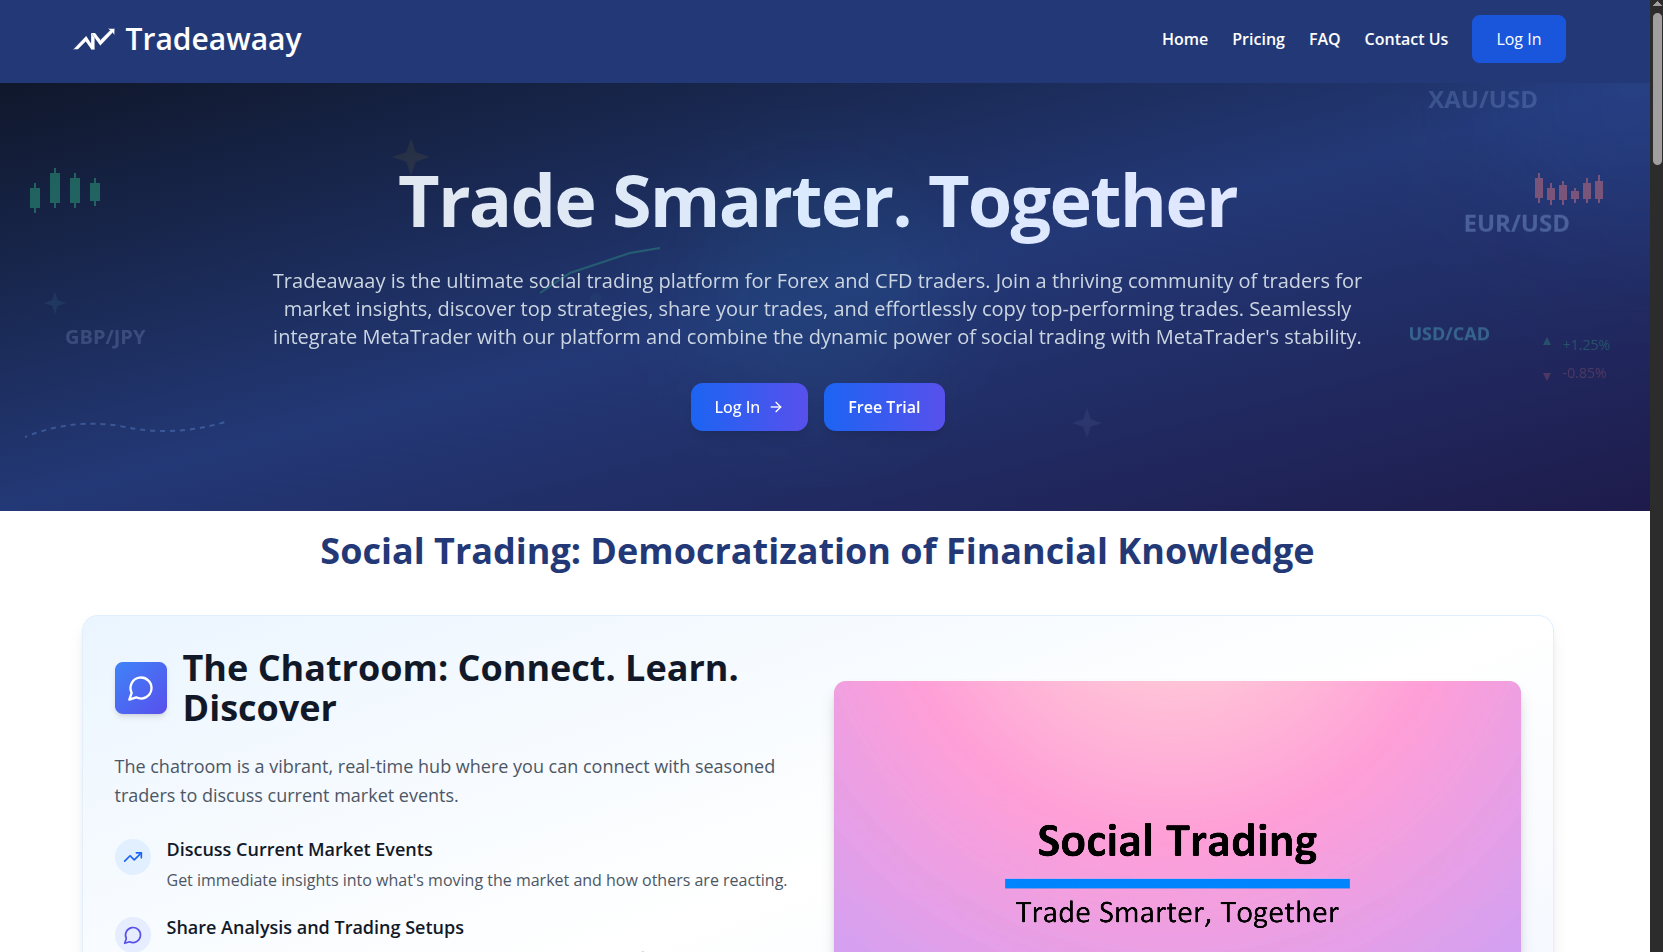 Tradeawaay
Home Pricing FAQ Contact Us Log In
XAU/USD
Trade Smarter. Together
EUR/USD
Tradeawaay is the ultimate social trading platform for Forex and CFD traders. Join a thriving community of traders for
market insights, discover top strategies, share your trades, and effortlessly copy top-performing trades. Seamlessly
integrate MetaTrader with our platform and combine the dynamic power of social trading with MetaTrader's stability.
GBP/JPY
USD/CAD
+1.25%
-0.85%
Log In
Free Trial
Social Trading: Democratization of Financial Knowledge
The Chatroom: Connect. Learn.
Discover
The chatroom is a vibrant, real-time hub where you can connect with seasoned
traders to discuss current market events.
Discuss Current Market Events
Get immediate insights into what's moving the market and how others are reacting.
Share Analysis and Trading Setups
Social Trading
Trade Smarter, Together